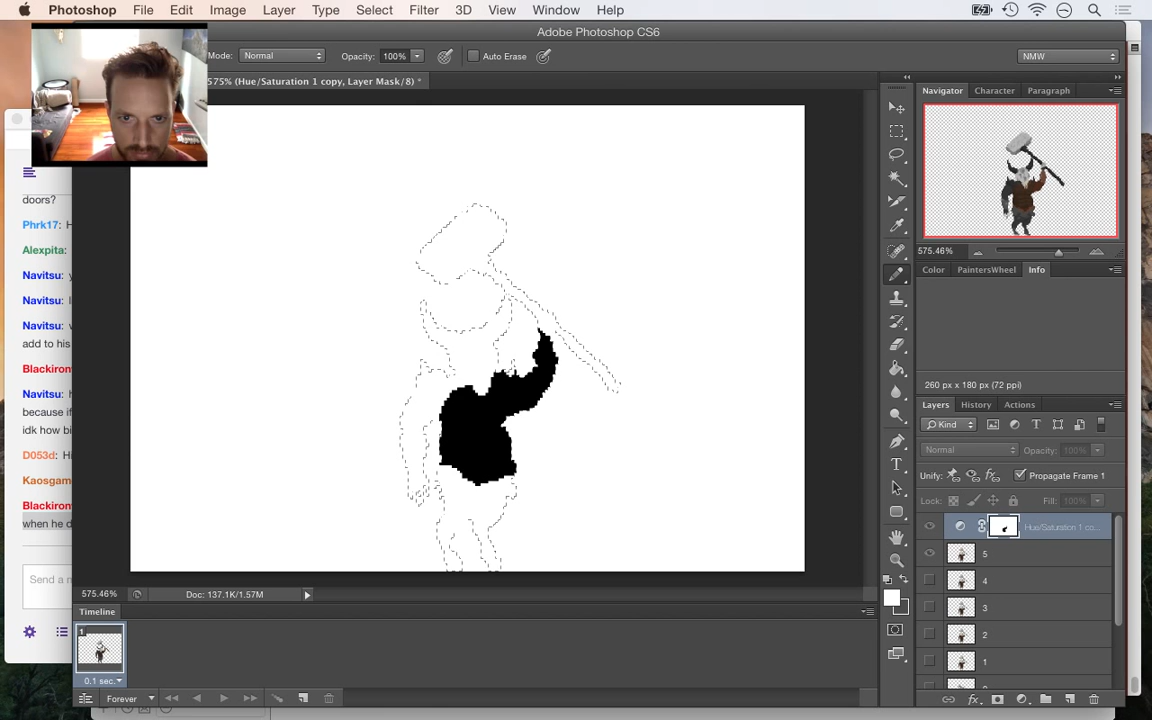 Photoshop File Edit Image Layer Type Select Filter 3D View Window Help
Adobe Photoshop CS6
Mode: Normal Opacity: 100% Auto Erase NMW
575% (Hue/Saturation 1 copy, Layer Mask/8) *
Navigator Character Paragraph
575.46%
Color PaintersWheel Info
260 px x 180 px (72 ppi)
Layers History Actions
Kind
Normal Opacity: 100%
Unify: Propagate Frame 1
Lock: Fill: 100%
Hue/Saturation 1 co...
5
4
3
2
1
doors?
Phrk17: H
Alexpita:
Navitsu: y
Navitsu:
Navitsu:
add to his
Blackiron
Navitsu: h
because if
idk how bi
D053d: Hi
Kaosgam
Blackiron
when he d
Send a m
575.46% Doc: 137.1K/1.57M
Timeline
1
0.1 sec.
Forever